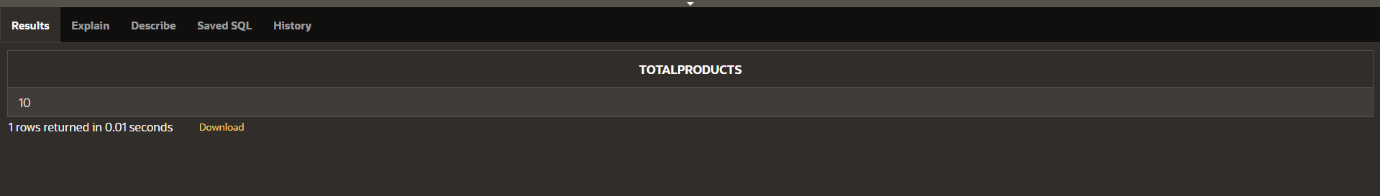 Results Explain Describe Saved SQL History
TOTALPRODUCTS
10
1 rows returned in 0.01 seconds Download